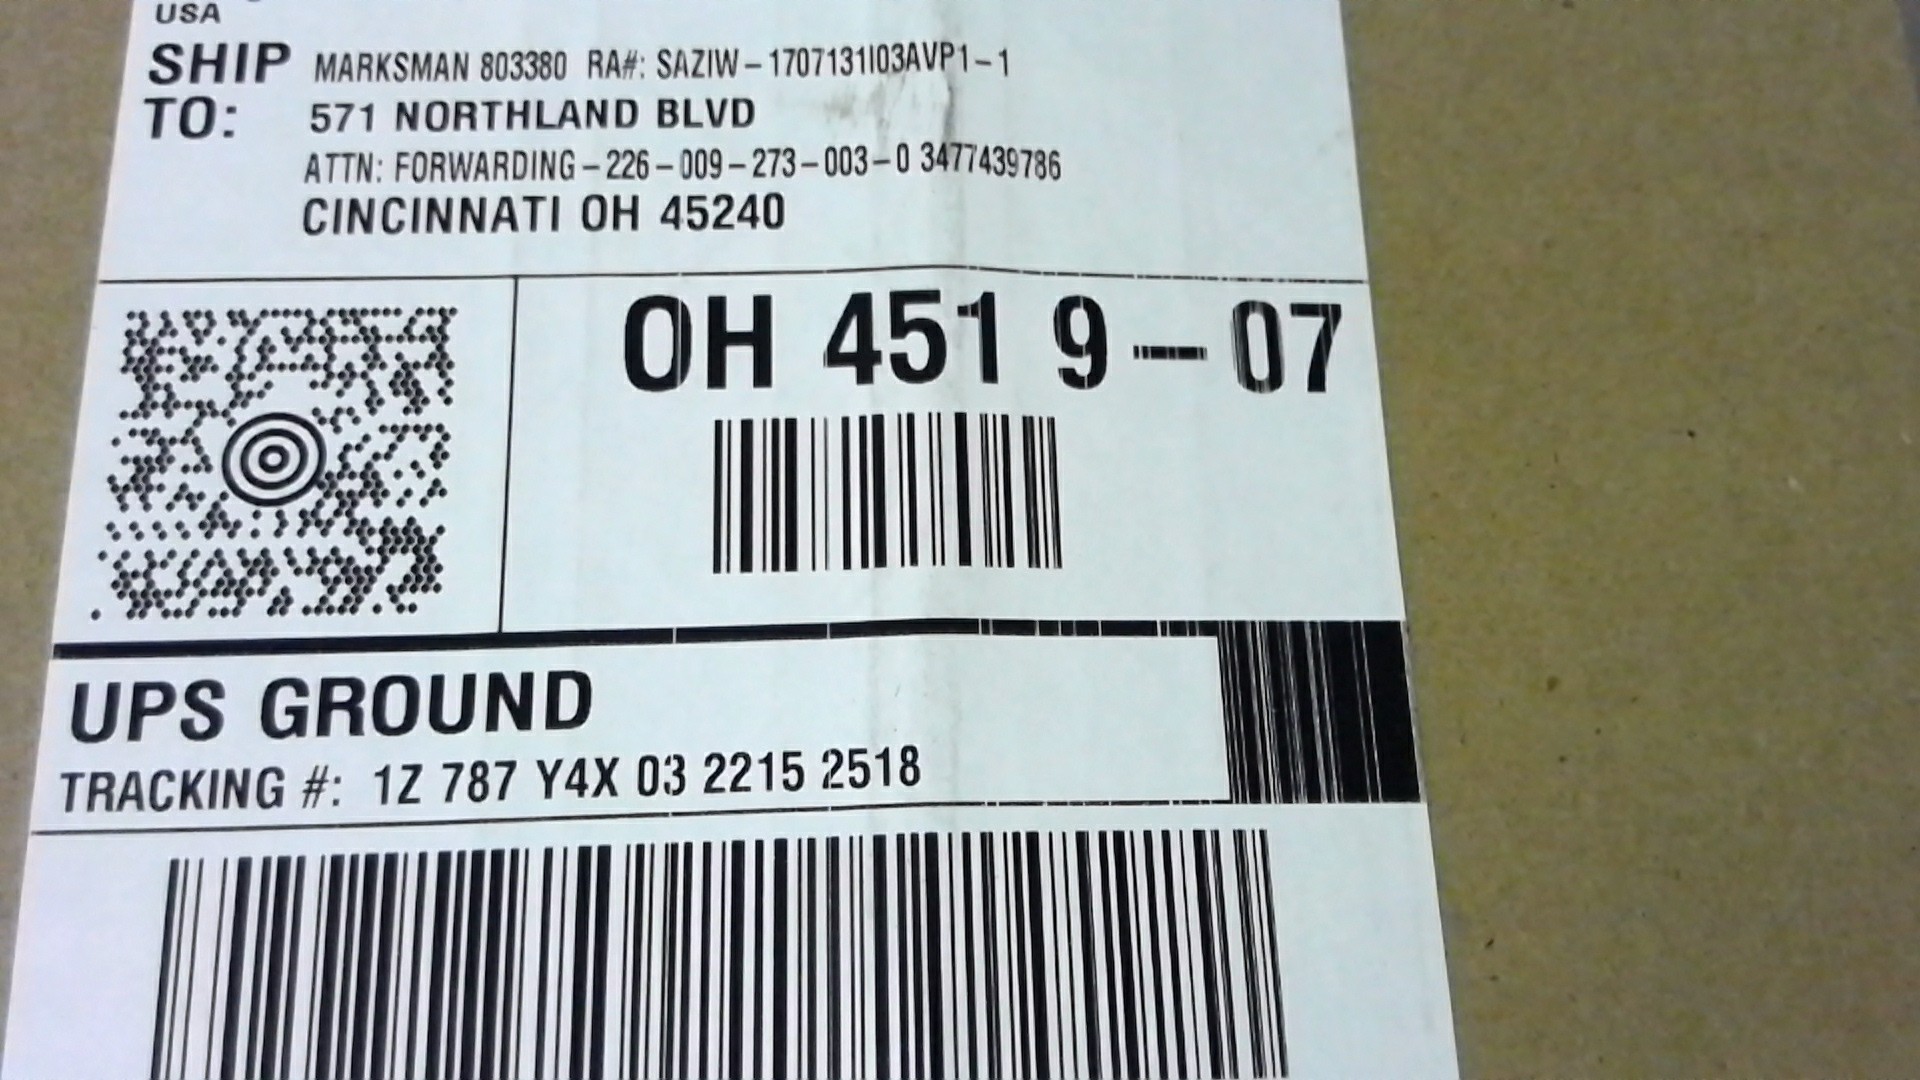 USA
SHIP TO:
MARKSMAN 803380 RA#: SAZIW-1707131I03AVP1-1
571 NORTHLAND BLVD
ATTN: FORWARDING-226-009-273-003-0 3477439786
CINCINNATI OH 45240
OH 451 9-07
UPS GROUND
TRACKING #: 1Z 787 Y4X 03 2215 2518